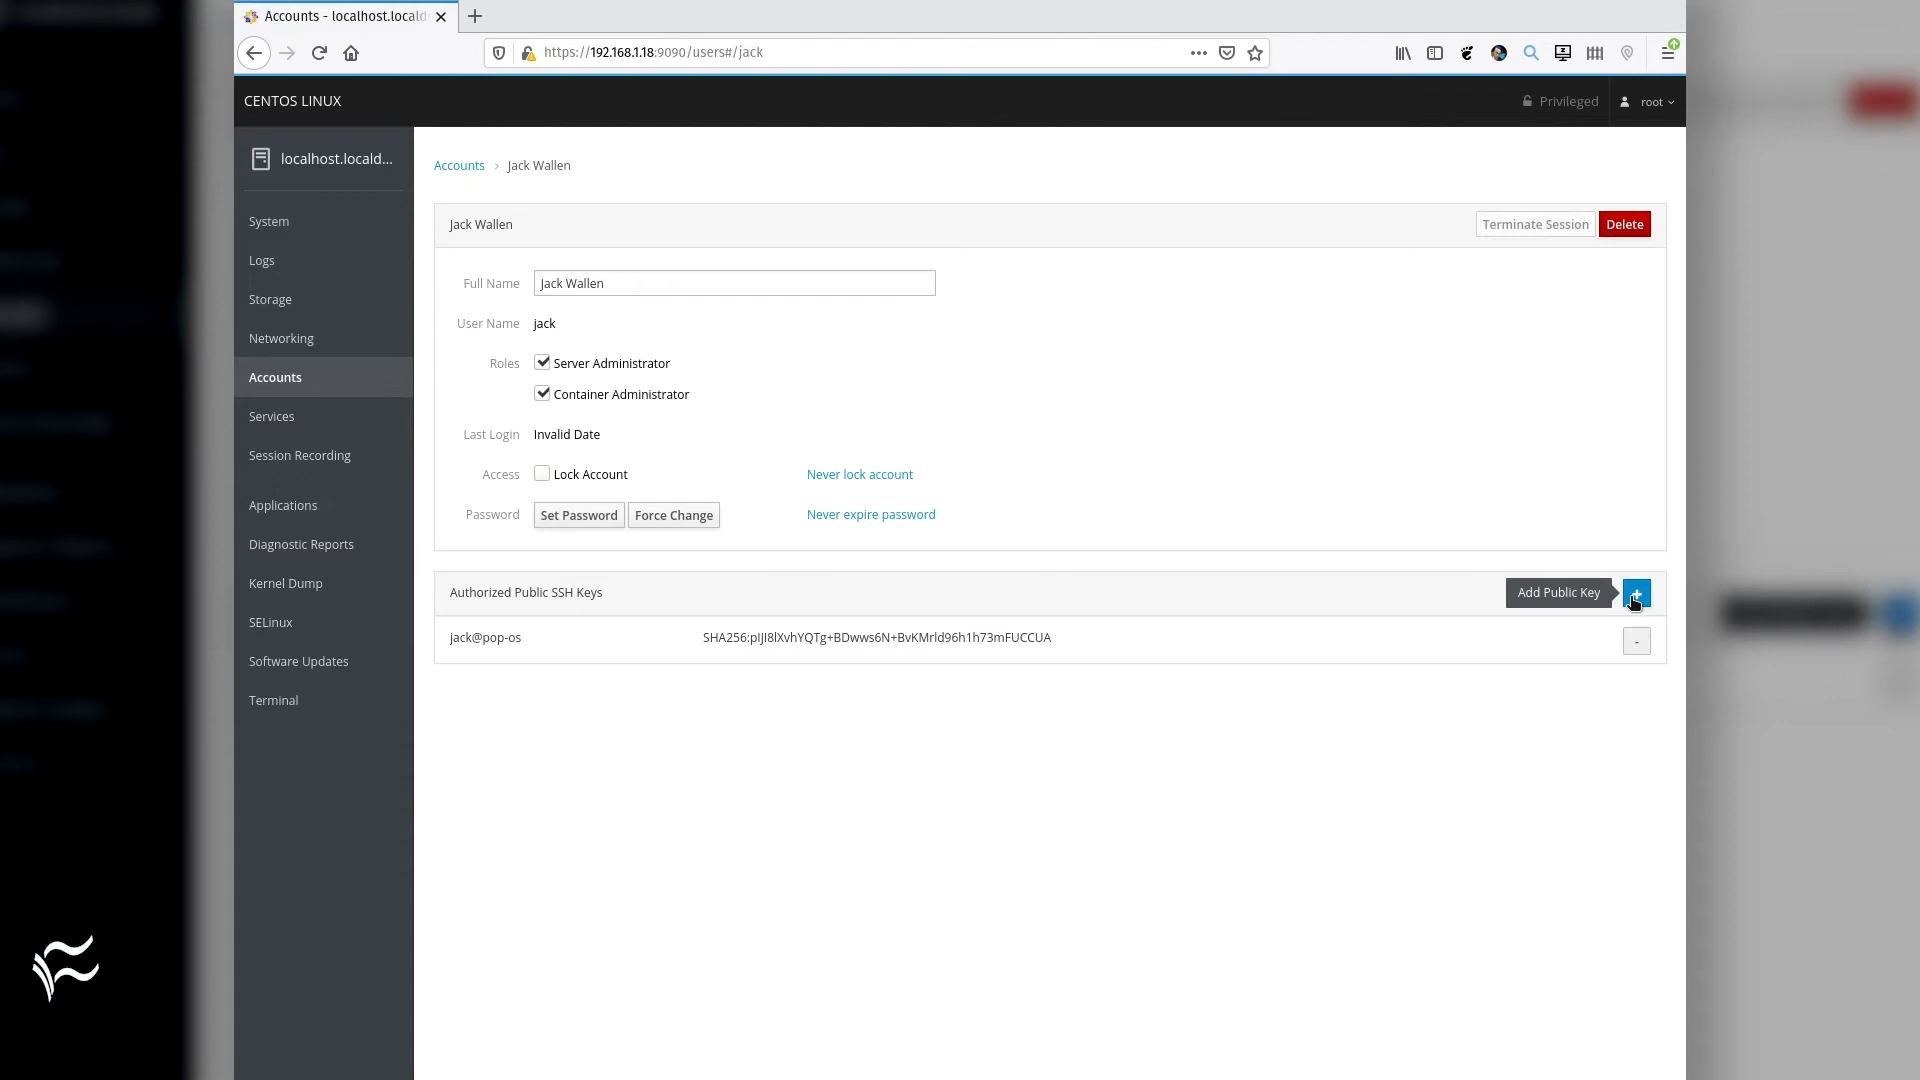 Accounts - localhost.locald
https://192.168.1.18:9090/users#/jack
CENTOS LINUX
Privileged
root
localhost.locald...
System
Logs
Storage
Networking
Accounts
Services
Session Recording
Applications
Diagnostic Reports
Kernel Dump
SELinux
Software Updates
Terminal
Accounts › Jack Wallen
Jack Wallen
Terminate Session
Delete
Full Name Jack Wallen
User Name jack
Roles Server Administrator
Container Administrator
Last Login Invalid Date
Access Lock Account Never lock account
Password Set Password Force Change Never expire password
Authorized Public SSH Keys
Add Public Key
+
jack@pop-os SHA256:pIJI8lXvhYQTg+BDwws6N+BvKMrld96h1h73mFUCCUA
-